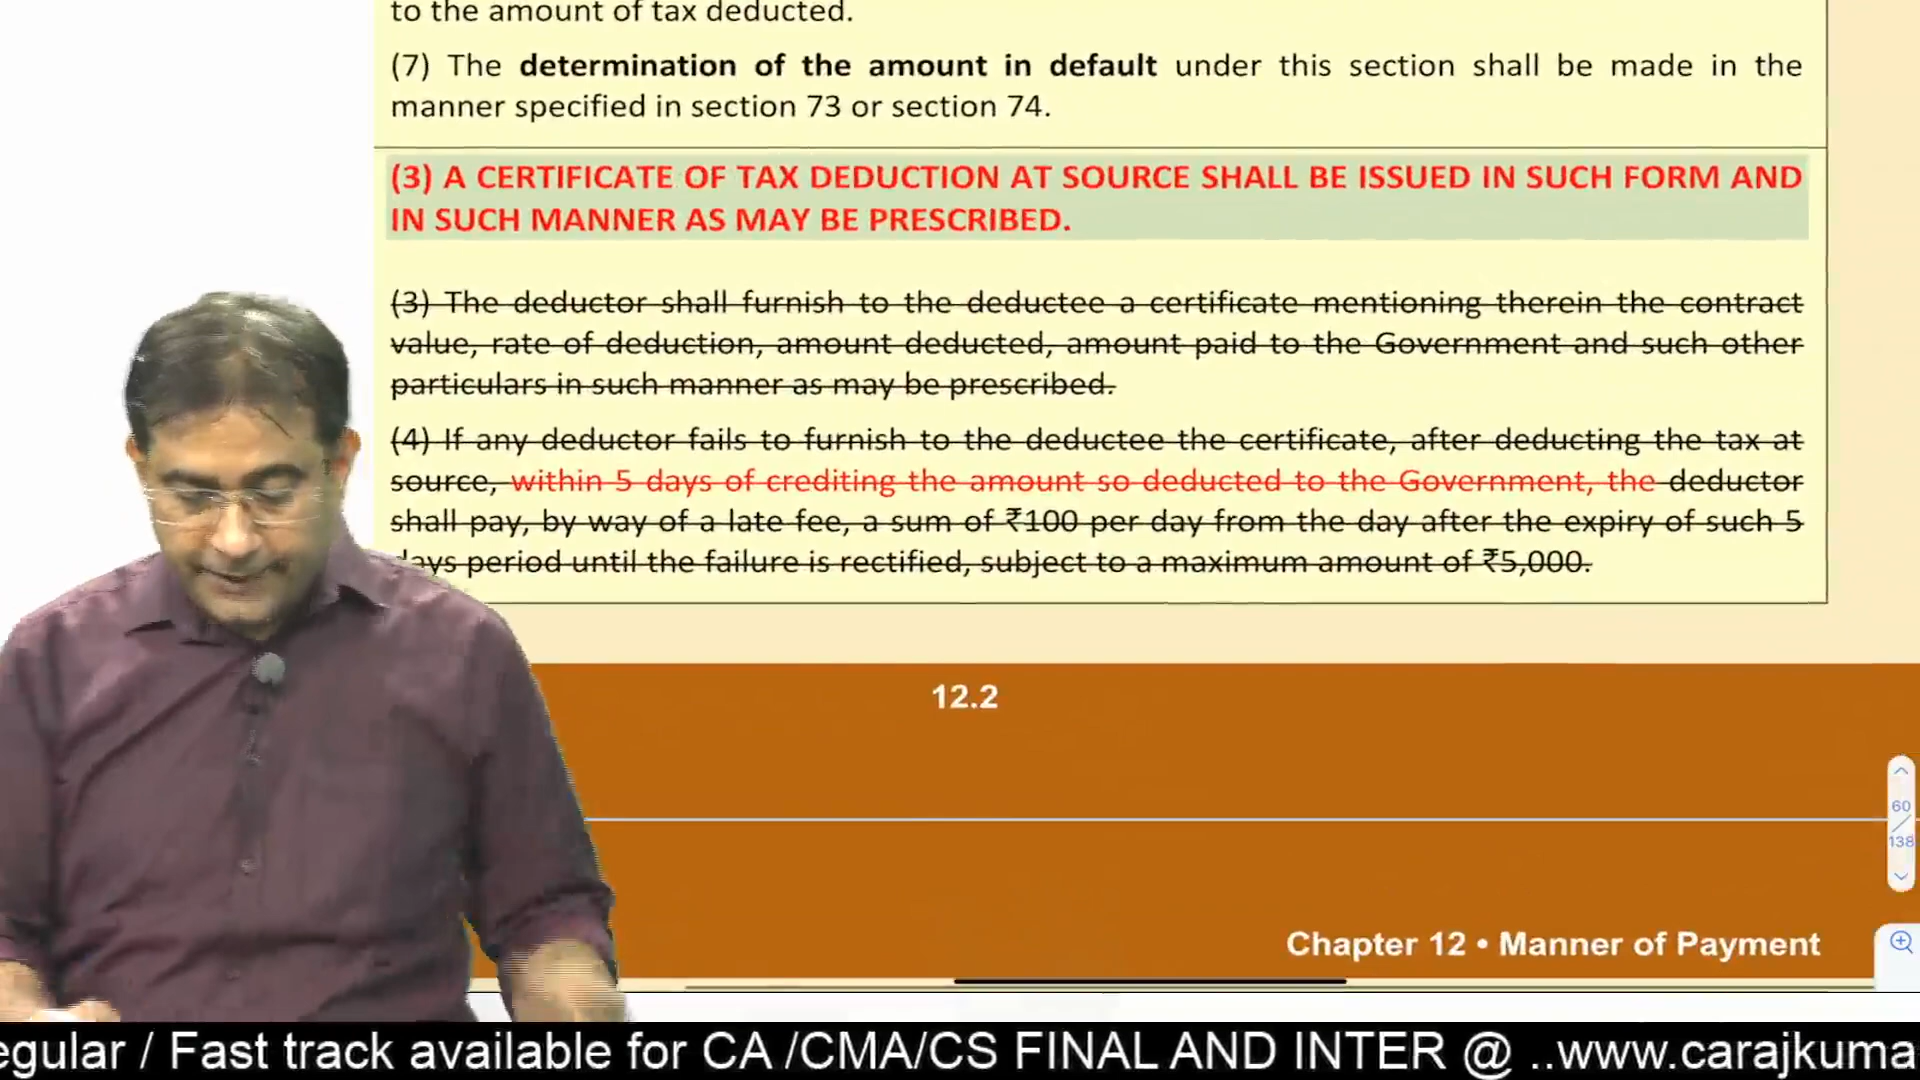 to the amount of tax deducted.
(7) The determination of the amount in default under this section shall be made in the
manner specified in section 73 or section 74.
(3) A CERTIFICATE OF TAX DEDUCTION AT SOURCE SHALL BE ISSUED IN SUCH FORM AND
IN SUCH MANNER AS MAY BE PRESCRIBED.
(3) The deductor shall furnish to the deductee a certificate mentioning therein the contract
value, rate of deduction, amount deducted, amount paid to the Government and such other
particulars in such manner as may be prescribed.
(4) If any deductor fails to furnish to the deductee the certificate, after deducting the tax at
source, within 5 days of crediting the amount so deducted to the Government, the deductor
shall pay, by way of a late fee, a sum of ₹100 per day from the day after the expiry of such 5
ays period until the failure is rectified, subject to a maximum amount of ₹5,000.
12.2
60
138
Chapter 12 • Manner of Payment
egular / Fast track available for CA /CMA/CS FINAL AND INTER @ ..www.carajkuma